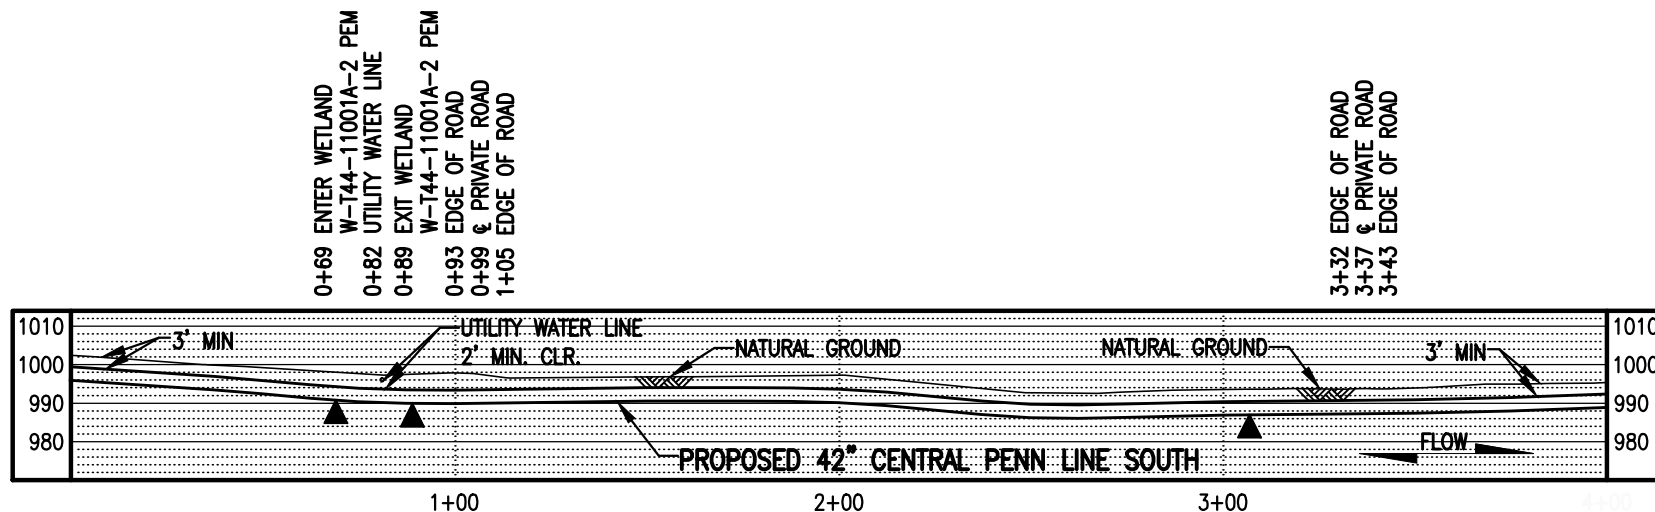 0+69 ENTER WETLAND
W-T44-11001A-2 PEM
0+82 UTILITY WATER LINE
0+89 EXIT WETLAND
W-T44-11001A-2 PEM
0+93 EDGE OF ROAD
0+99 ℄ PRIVATE ROAD
1+05 EDGE OF ROAD
3+32 EDGE OF ROAD
3+37 ℄ PRIVATE ROAD
3+43 EDGE OF ROAD
1010
1000
990
980
3' MIN
UTILITY WATER LINE
2' MIN. CLR.
NATURAL GROUND
NATURAL GROUND
3' MIN
1010
1000
990
980
FLOW
PROPOSED 42" CENTRAL PENN LINE SOUTH
1+00
2+00
3+00
4+00